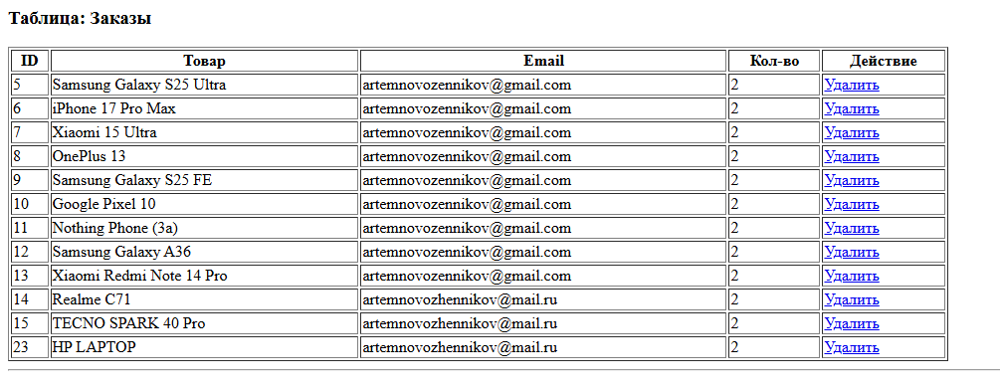 Таблица: Заказы
ID Товар Email Кол-во Действие
5 Samsung Galaxy S25 Ultra artemnovozennikov@gmail.com 2 Удалить
6 iPhone 17 Pro Max artemnovozennikov@gmail.com 2 Удалить
7 Xiaomi 15 Ultra artemnovozennikov@gmail.com 2 Удалить
8 OnePlus 13 artemnovozennikov@gmail.com 2 Удалить
9 Samsung Galaxy S25 FE artemnovozennikov@gmail.com 2 Удалить
10 Google Pixel 10 artemnovozennikov@gmail.com 2 Удалить
11 Nothing Phone (3a) artemnovozennikov@gmail.com 2 Удалить
12 Samsung Galaxy A36 artemnovozennikov@gmail.com 2 Удалить
13 Xiaomi Redmi Note 14 Pro artemnovozennikov@gmail.com 2 Удалить
14 Realme C71 artemnovozhennikov@mail.ru 2 Удалить
15 TECNO SPARK 40 Pro artemnovozhennikov@mail.ru 2 Удалить
23 HP LAPTOP artemnovozhennikov@mail.ru 2 Удалить